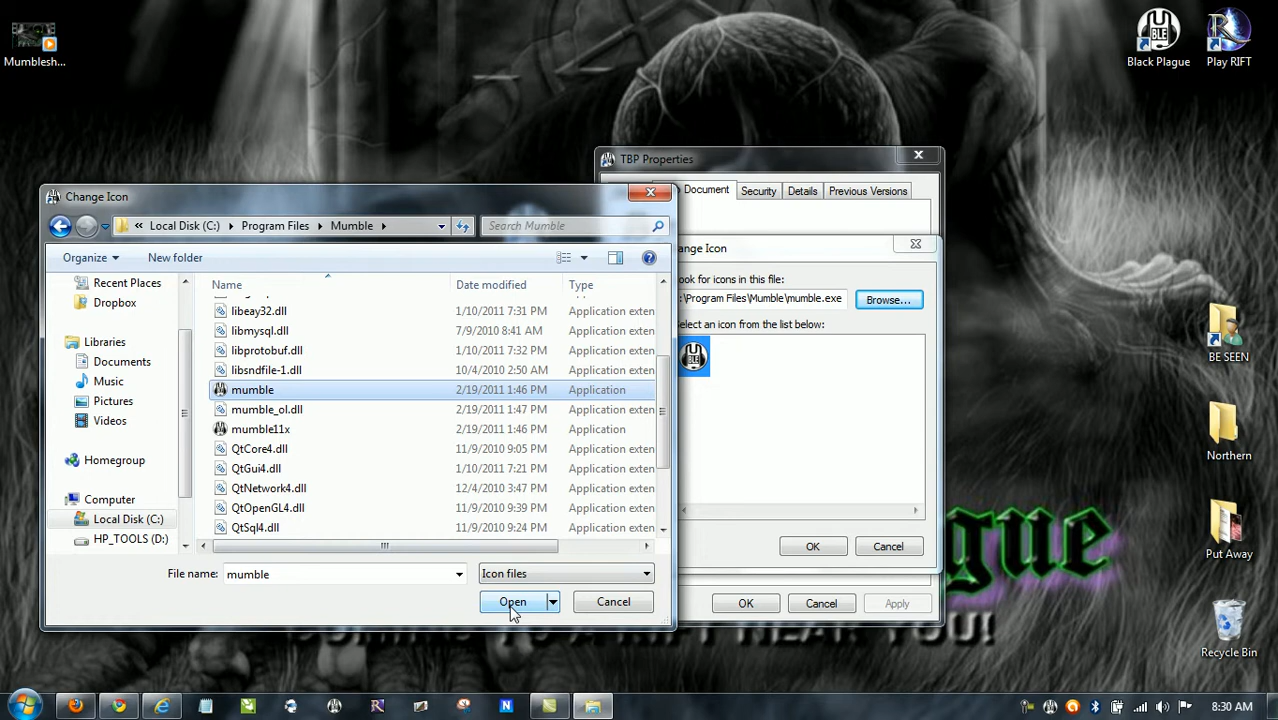 Mumblesh...
UBLE
Black Plague
Play RIFT
TBP Properties
Document
Security
Details
Previous Versions
Change Icon
Local Disk (C:)
Program Files
Mumble
Search Mumble
Organize
New folder
ange Icon
ook for icons in this file:
:\Program Files\Mumble\mumble.exe
Browse...
elect an icon from the list below:
OK
Cancel
OK
Cancel
Apply
Recent Places
Dropbox
Libraries
Documents
Music
Pictures
Videos
Homegroup
Computer
Local Disk (C:)
HP_TOOLS (D:)
Name Date modified Type
libeay32.dll 1/10/2011 7:31 PM Application exten
libmysql.dll 7/9/2010 8:41 AM Application exten
libprotobuf.dll 1/10/2011 7:32 PM Application exten
libsndfile-1.dll 10/4/2010 2:50 AM Application exten
mumble 2/19/2011 1:46 PM Application
mumble_ol.dll 2/19/2011 1:47 PM Application exten
mumble11x 2/19/2011 1:46 PM Application
QtCore4.dll 11/9/2010 9:05 PM Application exten
QtGui4.dll 1/10/2011 7:21 PM Application exten
QtNetwork4.dll 12/4/2010 3:47 PM Application exten
QtOpenGL4.dll 11/9/2010 9:39 PM Application exten
QtSql4.dll 11/9/2010 9:24 PM Application exten
File name: mumble
Icon files
Open
Cancel
BE SEEN
Northern
Put Away
Recycle Bin
gue
NEAR YOU!
8:30 AM